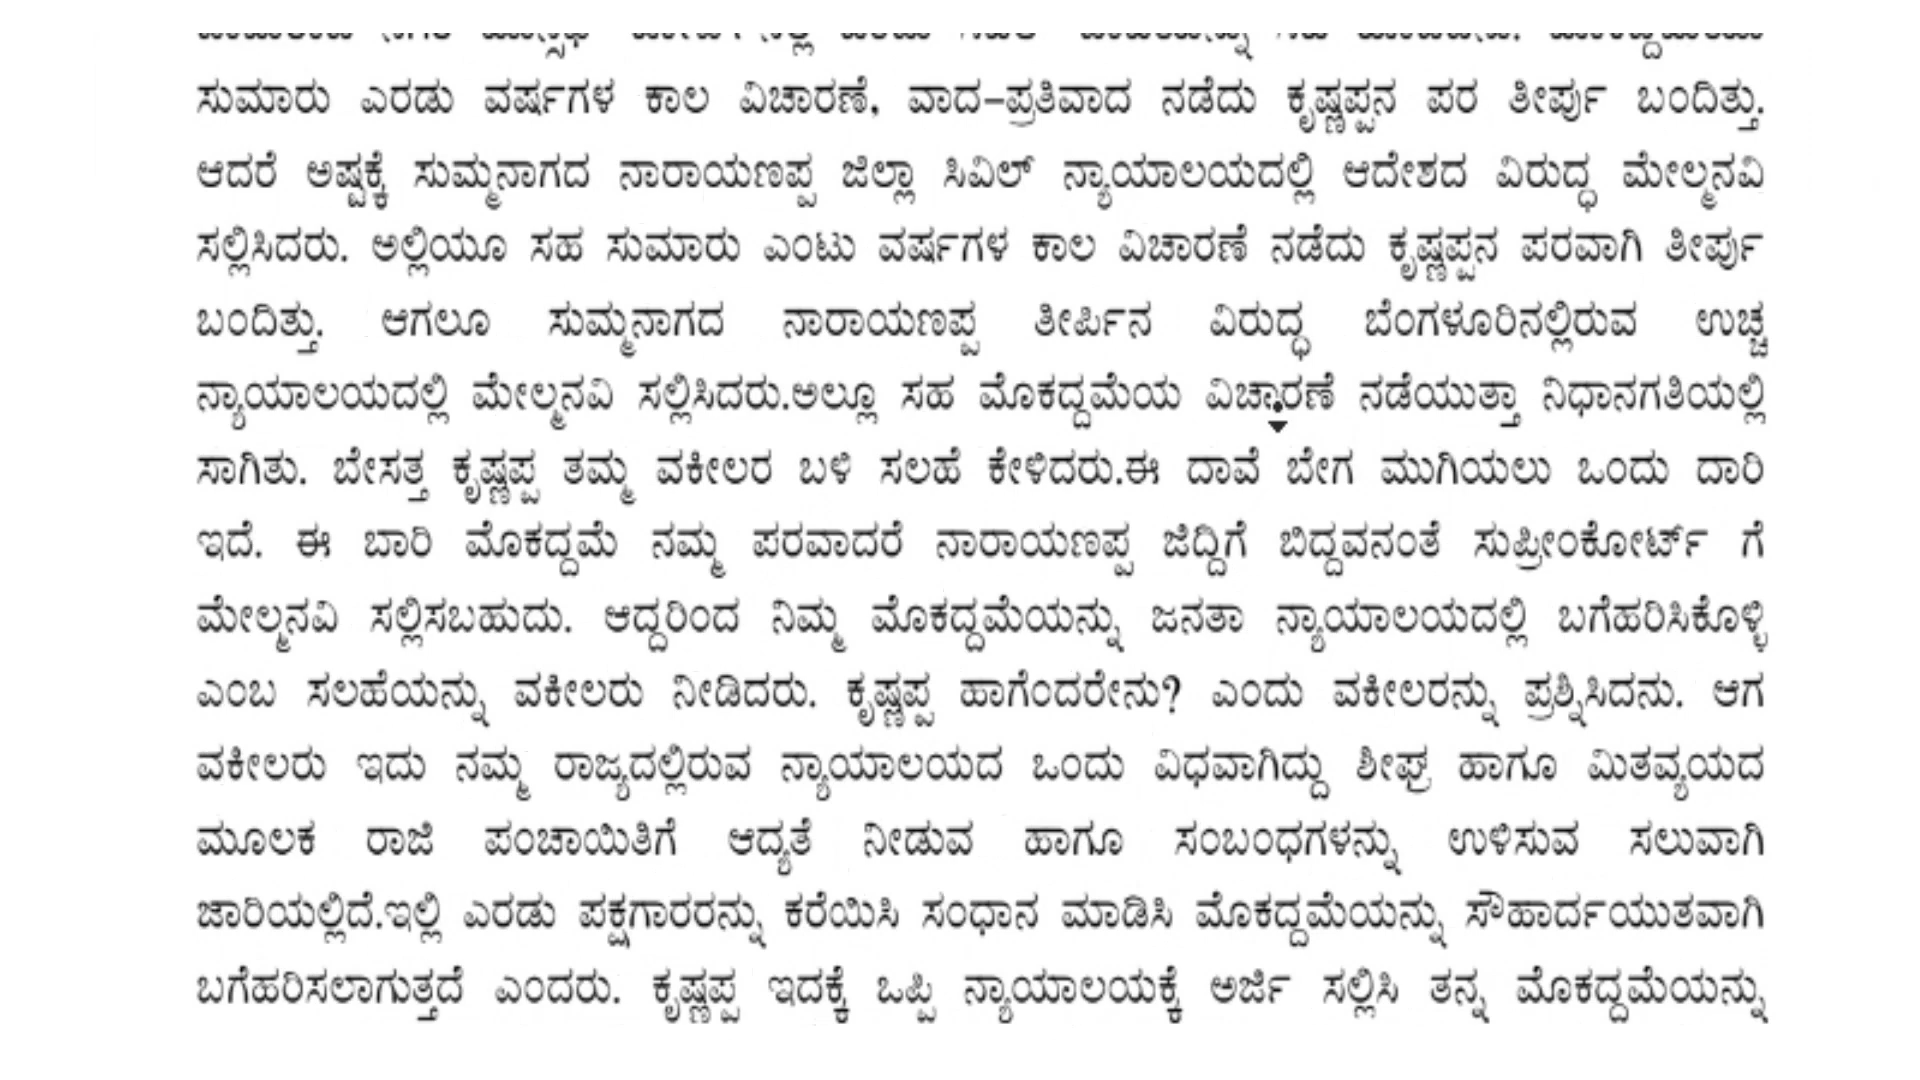 ಸುಮಾರು ಎರಡು ವರ್ಷಗಳ ಕಾಲ ವಿಚಾರಣೆ, ವಾದ–ಪ್ರತಿವಾದ ನಡೆದು ಕೃಷ್ಣಪ್ಪನ ಪರ ತೀರ್ಪು ಬಂದಿತ್ತು.
ಆದರೆ ಅಷ್ಟಕ್ಕೆ ಸುಮ್ಮನಾಗದ ನಾರಾಯಣಪ್ಪ ಜಿಲ್ಲಾ ಸಿವಿಲ್ ನ್ಯಾಯಾಲಯದಲ್ಲಿ ಆದೇಶದ ವಿರುದ್ಧ ಮೇಲ್ಮನವಿ
ಸಲ್ಲಿಸಿದರು. ಅಲ್ಲಿಯೂ ಸಹ ಸುಮಾರು ಎಂಟು ವರ್ಷಗಳ ಕಾಲ ವಿಚಾರಣೆ ನಡೆದು ಕೃಷ್ಣಪ್ಪನ ಪರವಾಗಿ ತೀರ್ಪು
ಬಂದಿತ್ತು. ಆಗಲೂ ಸುಮ್ಮನಾಗದ ನಾರಾಯಣಪ್ಪ ತೀರ್ಪಿನ ವಿರುದ್ಧ ಬೆಂಗಳೂರಿನಲ್ಲಿರುವ ಉಚ್ಚ
ನ್ಯಾಯಾಲಯದಲ್ಲಿ ಮೇಲ್ಮನವಿ ಸಲ್ಲಿಸಿದರು.ಅಲ್ಲೂ ಸಹ ಮೊಕದ್ದಮೆಯ ವಿಚಾರಣೆ ನಡೆಯುತ್ತಾ ನಿಧಾನಗತಿಯಲ್ಲಿ
ಸಾಗಿತು. ಬೇಸತ್ತ ಕೃಷ್ಣಪ್ಪ ತಮ್ಮ ವಕೀಲರ ಬಳಿ ಸಲಹೆ ಕೇಳಿದರು.ಈ ದಾವೆ ಬೇಗ ಮುಗಿಯಲು ಒಂದು ದಾರಿ
ಇದೆ. ಈ ಬಾರಿ ಮೊಕದ್ದಮೆ ನಮ್ಮ ಪರವಾದರೆ ನಾರಾಯಣಪ್ಪ ಜಿದ್ದಿಗೆ ಬಿದ್ದವನಂತೆ ಸುಪ್ರೀಂಕೋರ್ಟ್ ಗೆ
ಮೇಲ್ಮನವಿ ಸಲ್ಲಿಸಬಹುದು. ಆದ್ದರಿಂದ ನಿಮ್ಮ ಮೊಕದ್ದಮೆಯನ್ನು ಜನತಾ ನ್ಯಾಯಾಲಯದಲ್ಲಿ ಬಗೆಹರಿಸಿಕೊಳ್ಳಿ
ಎಂಬ ಸಲಹೆಯನ್ನು ವಕೀಲರು ನೀಡಿದರು. ಕೃಷ್ಣಪ್ಪ ಹಾಗೆಂದರೇನು? ಎಂದು ವಕೀಲರನ್ನು ಪ್ರಶ್ನಿಸಿದನು. ಆಗ
ವಕೀಲರು ಇದು ನಮ್ಮ ರಾಜ್ಯದಲ್ಲಿರುವ ನ್ಯಾಯಾಲಯದ ಒಂದು ವಿಧವಾಗಿದ್ದು ಶೀಘ್ರ ಹಾಗೂ ಮಿತವ್ಯಯದ
ಮೂಲಕ ರಾಜಿ ಪಂಚಾಯಿತಿಗೆ ಆದ್ಯತೆ ನೀಡುವ ಹಾಗೂ ಸಂಬಂಧಗಳನ್ನು ಉಳಿಸುವ ಸಲುವಾಗಿ
ಜಾರಿಯಲ್ಲಿದೆ.ಇಲ್ಲಿ ಎರಡು ಪಕ್ಷಗಾರರನ್ನು ಕರೆಯಿಸಿ ಸಂಧಾನ ಮಾಡಿಸಿ ಮೊಕದ್ದಮೆಯನ್ನು ಸೌಹಾರ್ದಯುತವಾಗಿ
ಬಗೆಹರಿಸಲಾಗುತ್ತದೆ ಎಂದರು. ಕೃಷ್ಣಪ್ಪ ಇದಕ್ಕೆ ಒಪ್ಪಿ ನ್ಯಾಯಾಲಯಕ್ಕೆ ಅರ್ಜಿ ಸಲ್ಲಿಸಿ ತನ್ನ ಮೊಕದ್ದಮೆಯನ್ನು